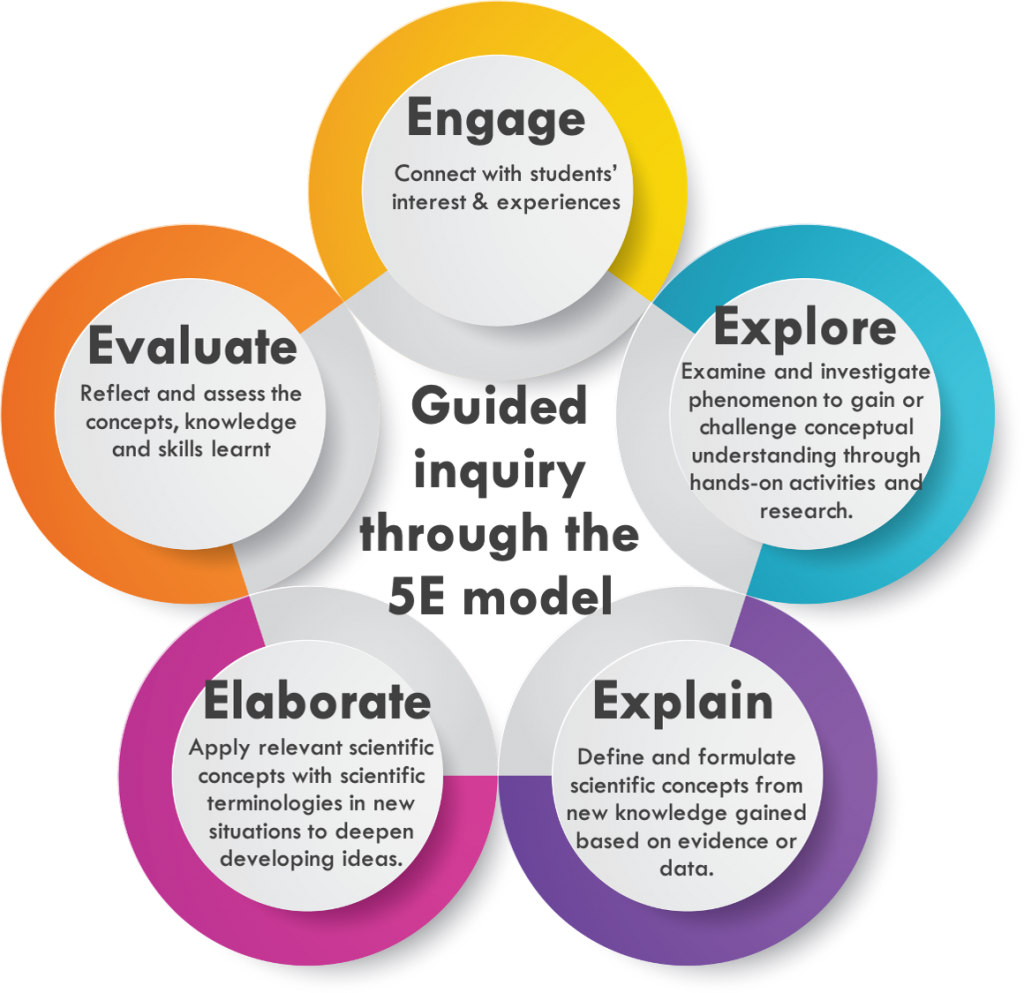 Engage
Connect with students’
interest & experiences
Explore
Examine and investigate
phenomenon to gain or
challenge conceptual
understanding through
hands-on activities and
research.
Explain
Define and formulate
scientific concepts from
new knowledge gained
based on evidence or
data.
Elaborate
Apply relevant scientific
concepts with scientific
terminologies in new
situations to deepen
developing ideas.
Evaluate
Reflect and assess the
concepts, knowledge
and skills learnt
Guided
inquiry
through the
5E model